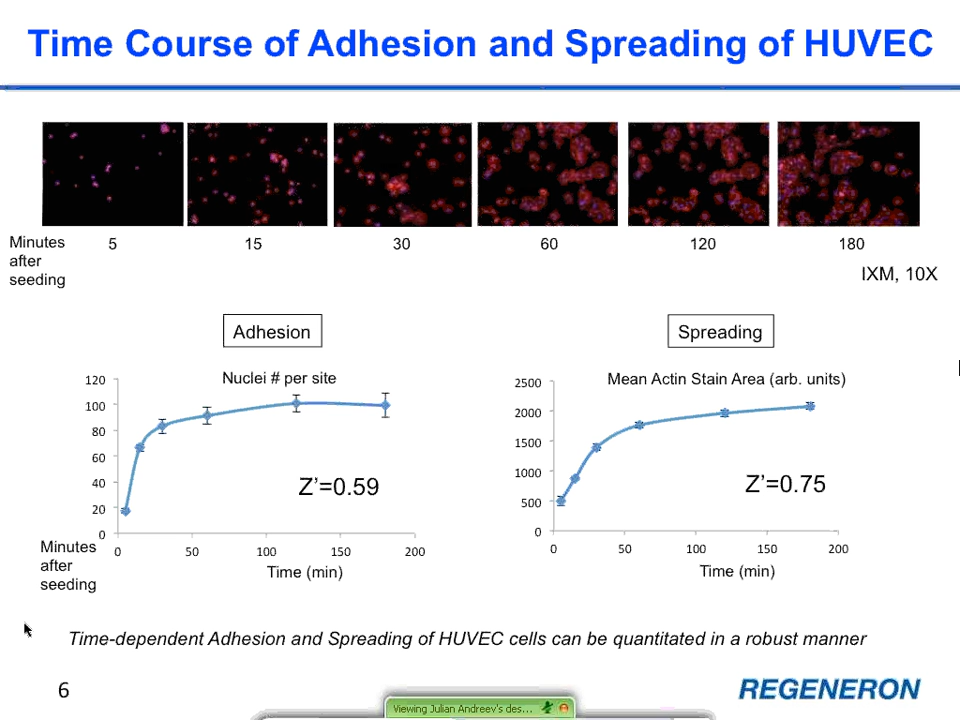 Time Course of Adhesion and Spreading of HUVEC
Minutes
after
seeding
5
15
30
60
120
180
IXM, 10X
Adhesion
Spreading
Nuclei # per site
120
100
80
60
40
20
0
Z’=0.59
0
50
100
150
200
Minutes
after
seeding
Time (min)
Mean Actin Stain Area (arb. units)
2500
2000
1500
1000
500
0
Z’=0.75
0
50
100
150
200
Time (min)
Time-dependent Adhesion and Spreading of HUVEC cells can be quantitated in a robust manner
6
REGENERON
Viewing Julian Andreev's des...